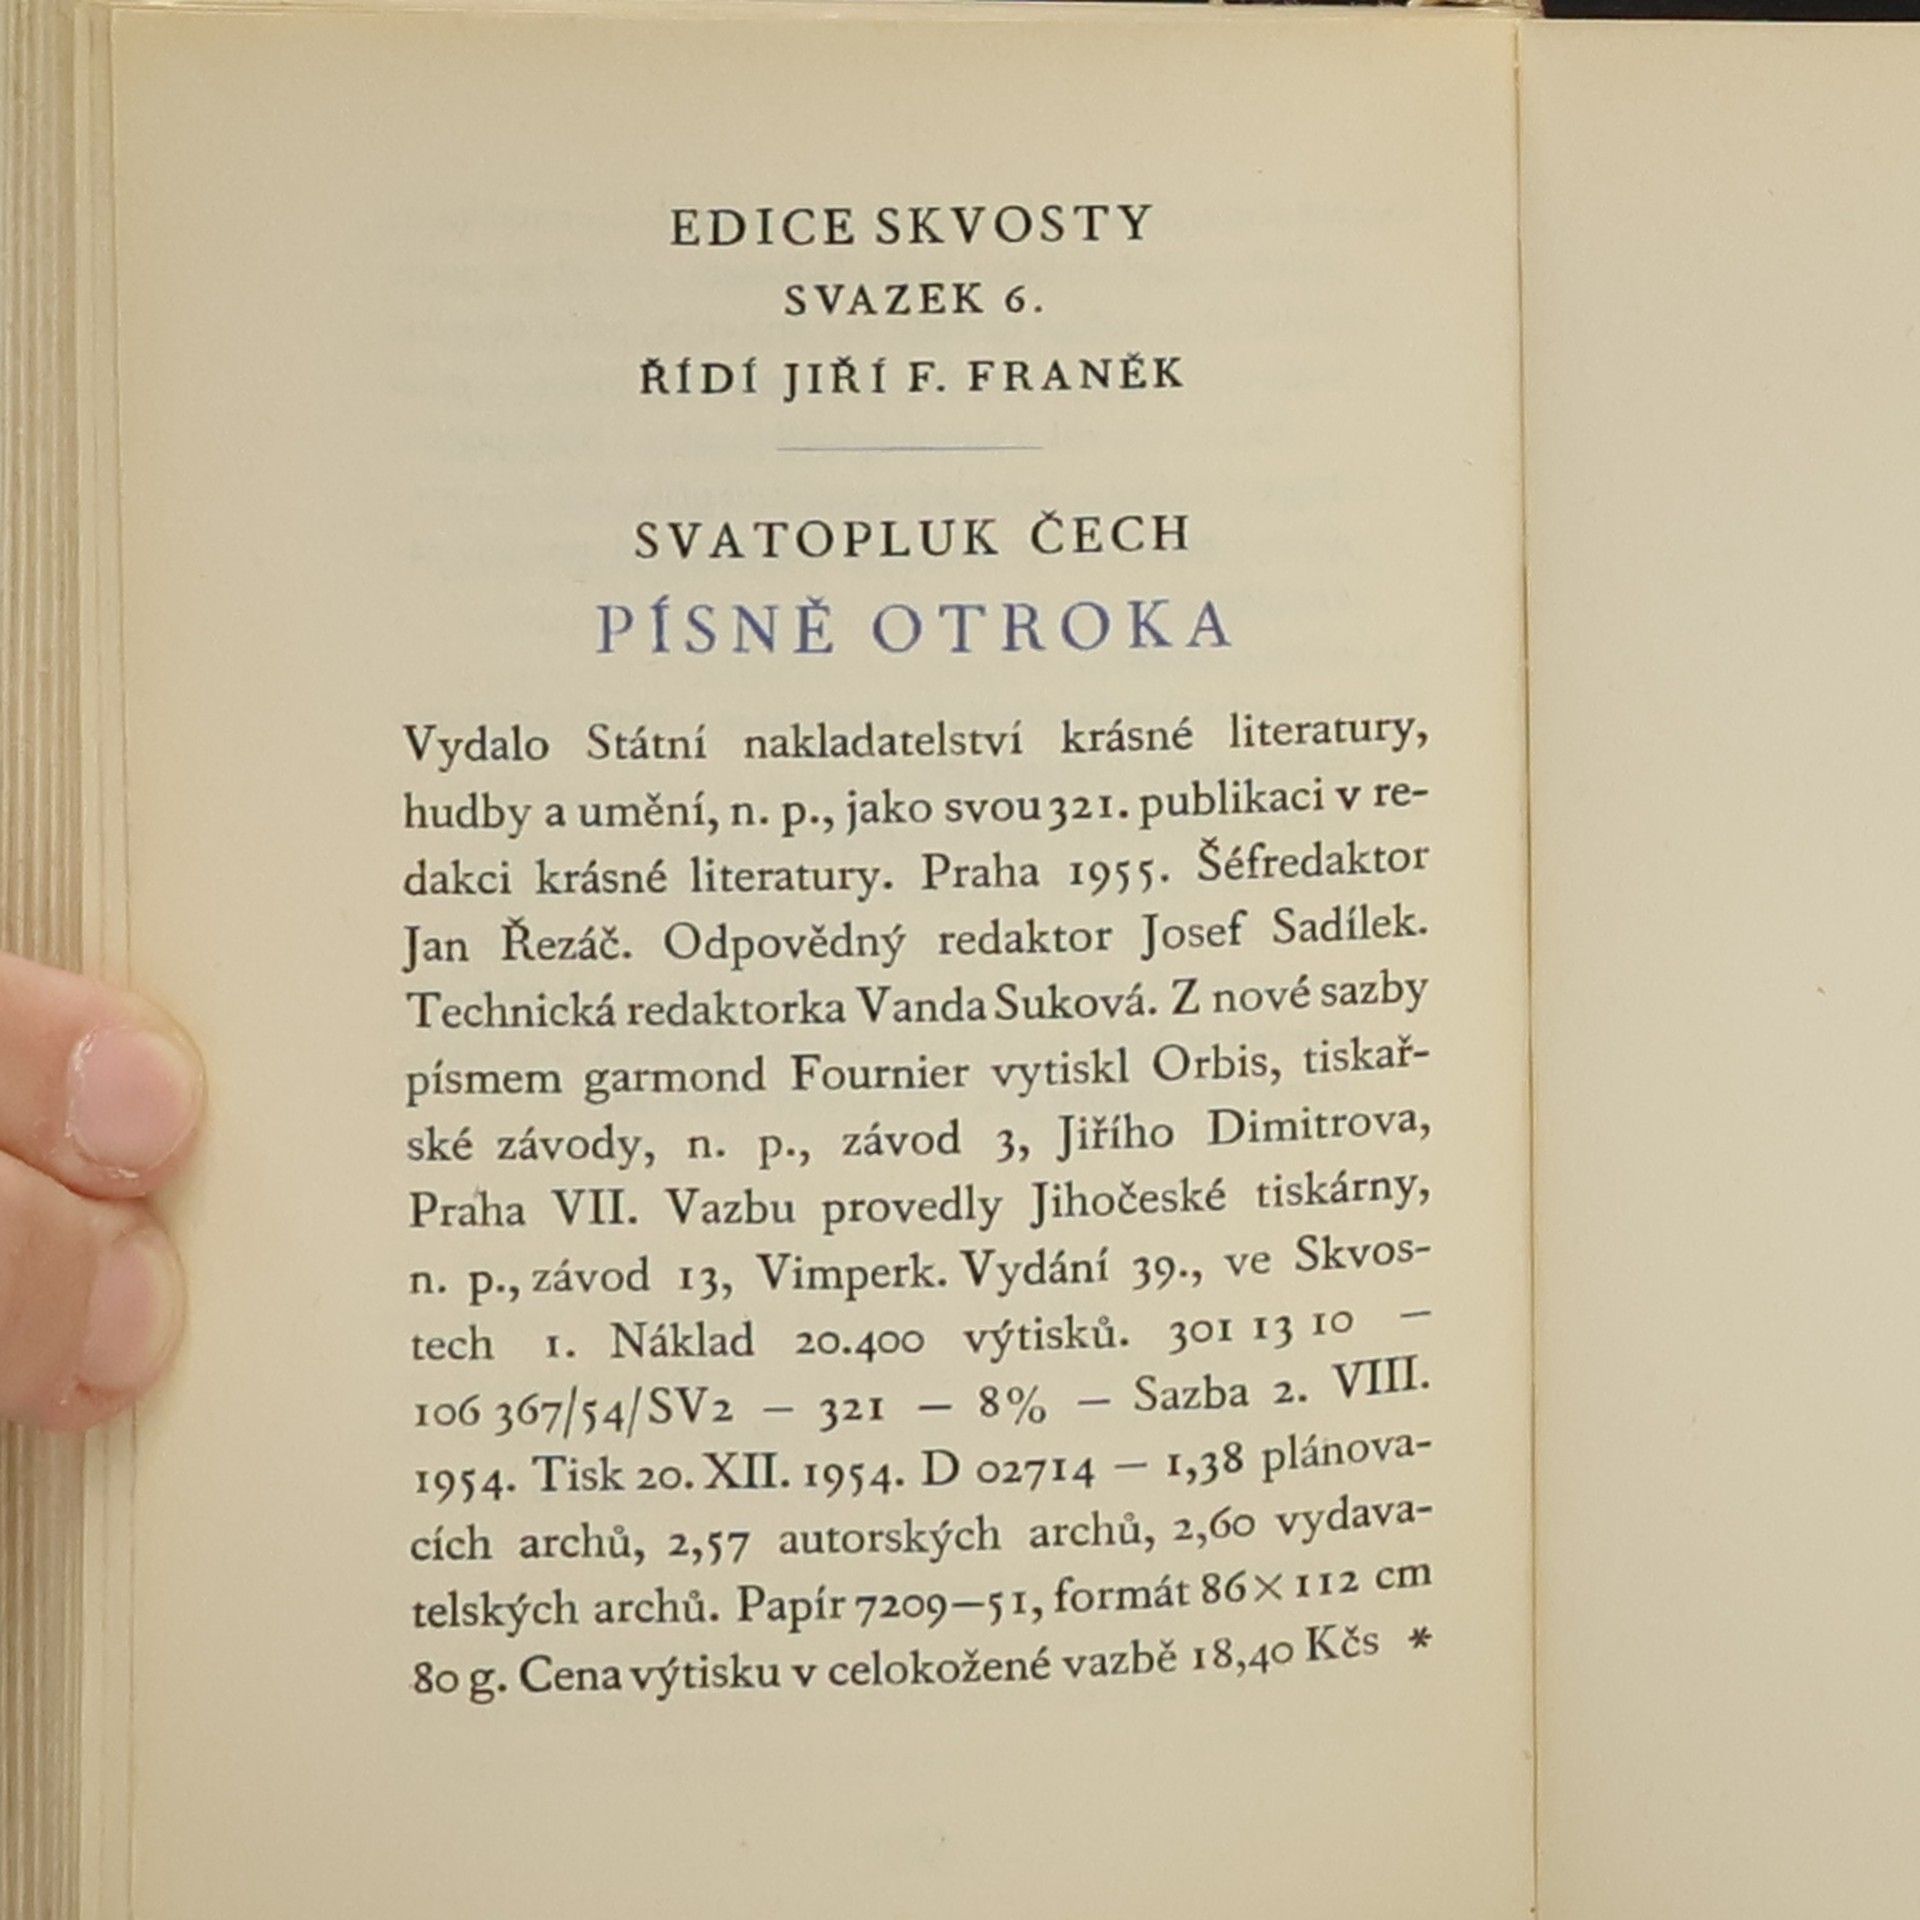 EDICE SKVOSTY
SVAZEK 6.
ŘÍDÍ JIŘÍ F. FRANĚK
SVATOPLUK ČECH
PÍSNĚ OTROKA
Vydalo Státní nakladatelství krásné literatury,
hudby a umění, n. p., jako svou 321. publikaci v re-
dakci krásné literatury. Praha 1955. Šéfredaktor
Jan Řezáč. Odpovědný redaktor Josef Sadílek.
Technická redaktorka Vanda Suková. Z nové sazby
písmem garmond Fournier vytiskl Orbis, tiskař-
ské závody, n. p., závod 3, Jiřího Dimitrova,
Praha VII. Vazbu provedly Jihočeské tiskárny,
n. p., závod 13, Vimperk. Vydání 39., ve Skvos-
tech 1. Náklad 20.400 výtisků. 301 13 10 —
106 367/54/SV2 — 321 — 8% — Sazba 2. VIII.
1954. Tisk 20. XII. 1954. D 02714 — 1,38 plánova-
cích archů, 2,57 autorských archů, 2,60 vydava-
telských archů. Papír 7209—51, formát 86×112 cm
80 g. Cena výtisku v celokožené vazbě 18,40 Kčs *